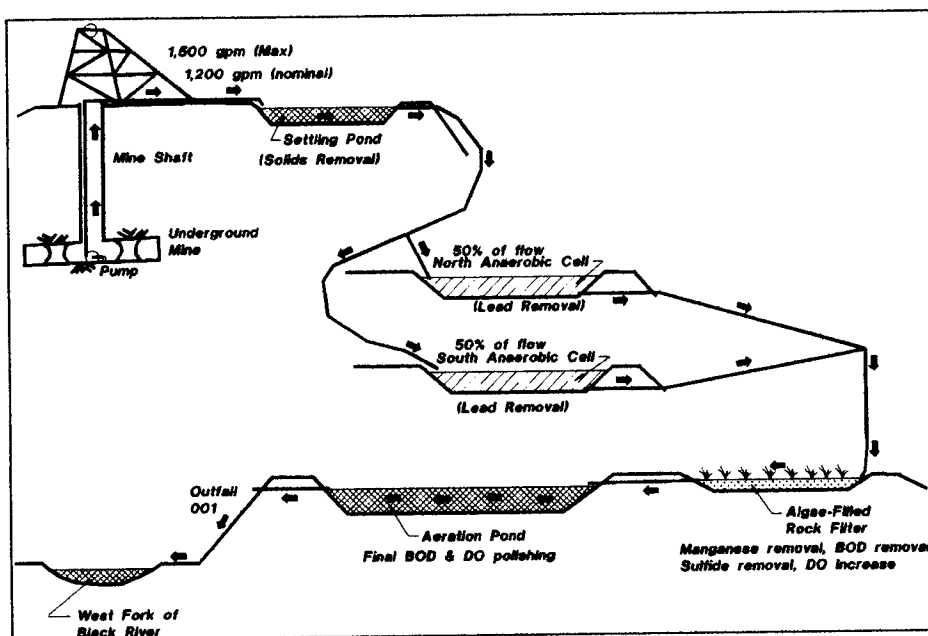 1,500 gpm (Max)
1,200 gpm (nominal)
Settling Pond
(Solids Removal)
Mine Shaft
Underground
Mine
Pump
50% of flow
North Anaerobic Cell
(Lead Removal)
50% of flow
South Anaerobic Cell
(Lead Removal)
Outfall
001
Aeration Pond
Final BOD & DO polishing
Algae-Filled
Rock Filter
Manganese removal, BOD removal
Sulfide removal, DO increase
West Fork of
Black River